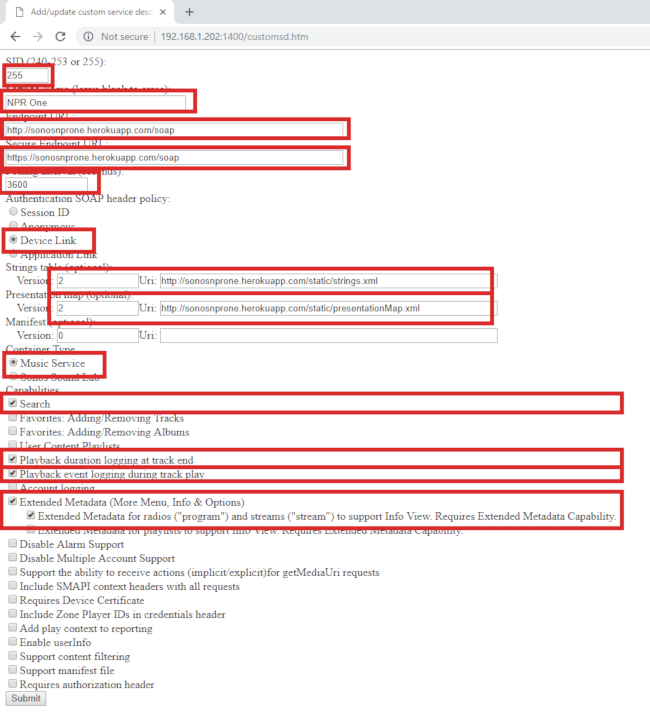 Add/update custom service desc
Not secure | 192.168.1.202:1400/customsd.htm
SID (240-253 or 255):
255
(leave blank to erase):
NPR One
Endpoint URL:
http://sonosnprone.herokuapp.com/soap
Secure Endpoint URL:
https://sonosnprone.herokuapp.com/soap
3600
Authentication SOAP header policy:
Session ID
Anonymous
Device Link
Application Link
Strings table (optional):
Version: 2 Uri: http://sonosnprone.herokuapp.com/static/strings.xml
Presentation map (optional):
Version: 2 Uri: http://sonosnprone.herokuapp.com/static/presentationMap.xml
Manifest (optional):
Version: 0 Uri:
Container Type
Music Service
Sonos Sound Lab
Capabilities
Search
Favorites: Adding/Removing Tracks
Favorites: Adding/Removing Albums
User Content Playlists
Playback duration logging at track end
Playback event logging during track play
Account logging
Extended Metadata (More Menu, Info & Options)
Extended Metadata for radios ("program") and streams ("stream") to support Info View. Requires Extended Metadata Capability.
Extended Metadata for playlists to support Info View. Requires Extended Metadata Capability.
Disable Alarm Support
Disable Multiple Account Support
Support the ability to receive actions (implicit/explicit)for getMediaUri requests
Include SMAPI context headers with all requests
Requires Device Certificate
Include Zone Player IDs in credentials header
Add play context to reporting
Enable userInfo
Support content filtering
Support manifest file
Requires authorization header
Submit